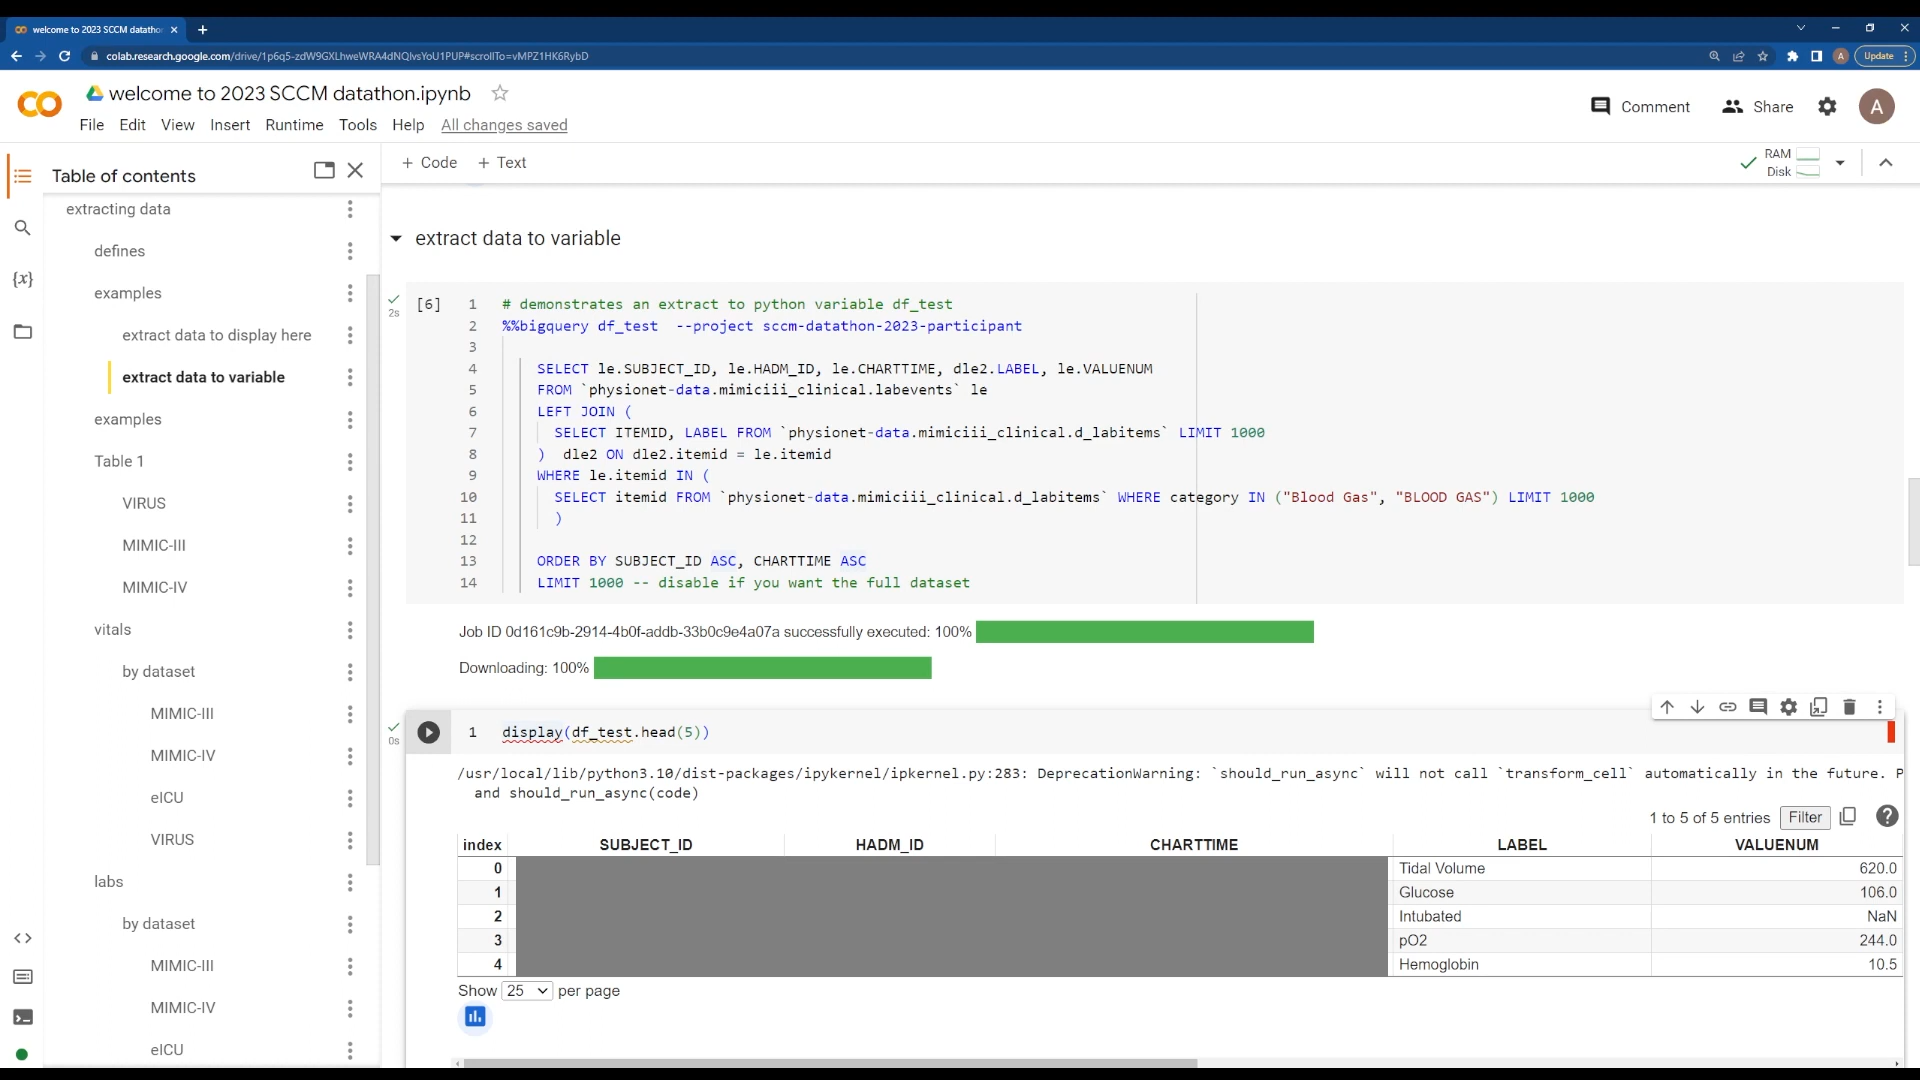 welcome to 2023 SCCM datatho
colab.research.google.com/drive/1p6q5-zdW9GXLhweWRA4dNQlvsYoU1PUP#scrollTo=vMPZ1HK6RybD
A
Update
CO
welcome to 2023 SCCM datathon.ipynb
Comment
Share
A
File Edit View Insert Runtime Tools Help All changes saved
Table of contents
+ Code + Text
RAM
Disk
extracting data
defines
examples
extract data to display here
extract data to variable
examples
Table 1
VIRUS
MIMIC-III
MIMIC-IV
vitals
by dataset
MIMIC-III
MIMIC-IV
eICU
VIRUS
labs
by dataset
MIMIC-III
MIMIC-IV
eICU
{x}
extract data to variable
2s
[6]
1 # demonstrates an extract to python variable df_test
2 %%bigquery df_test --project sccm-datathon-2023-participant
3
4 SELECT le.SUBJECT_ID, le.HADM_ID, le.CHARTTIME, dle2.LABEL, le.VALUENUM
5 FROM `physionet-data.mimiciii_clinical.labevents` le
6 LEFT JOIN (
7 SELECT ITEMID, LABEL FROM `physionet-data.mimiciii_clinical.d_labitems` LIMIT 1000
8 ) dle2 ON dle2.itemid = le.itemid
9 WHERE le.itemid IN (
10 SELECT itemid FROM `physionet-data.mimiciii_clinical.d_labitems` WHERE category IN ("Blood Gas", "BLOOD GAS") LIMIT 1000
11 )
12
13 ORDER BY SUBJECT_ID ASC, CHARTTIME ASC
14 LIMIT 1000 -- disable if you want the full dataset
Job ID 0d161c9b-2914-4b0f-addb-33b0c9e4a07a successfully executed: 100%
Downloading: 100%
0s
1 display(df_test.head(5))
/usr/local/lib/python3.10/dist-packages/ipykernel/ipkernel.py:283: DeprecationWarning: `should_run_async` will not call `transform_cell` automatically in the future. P
and should_run_async(code)
1 to 5 of 5 entries Filter
index SUBJECT_ID HADM_ID CHARTTIME LABEL VALUENUM
0 Tidal Volume 620.0
1 Glucose 106.0
2 Intubated NaN
3 pO2 244.0
4 Hemoglobin 10.5
Show 25 per page